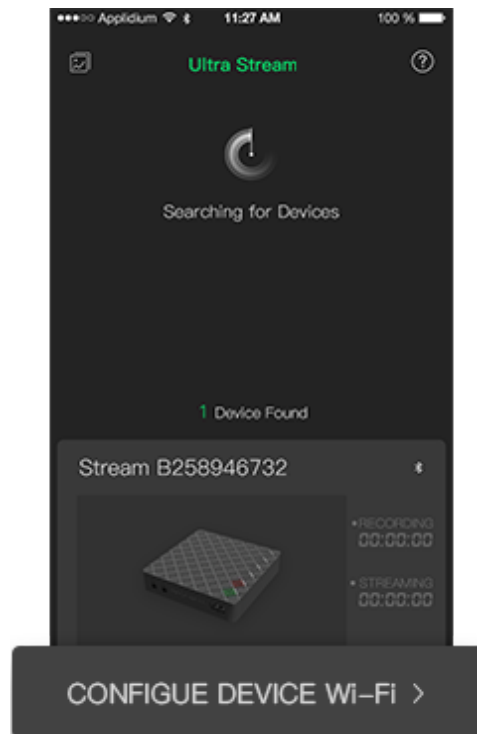 Applidium 11:27 AM 100 %
Ultra Stream ?
Searching for Devices
1 Device Found
Stream B258946732
•RECORDING
00:00:00
•STREAMING
00:00:00
CONFIGUE DEVICE Wi-Fi >